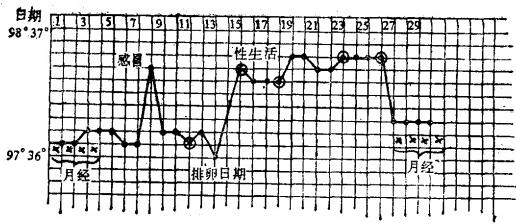 日期
1 3 5 7 9 11 13 15 17 19 21 23 25 27 29
98°37°
感冒
性生活
97°36°
× × × ×
月经
排卵日期
× × × ×
月经